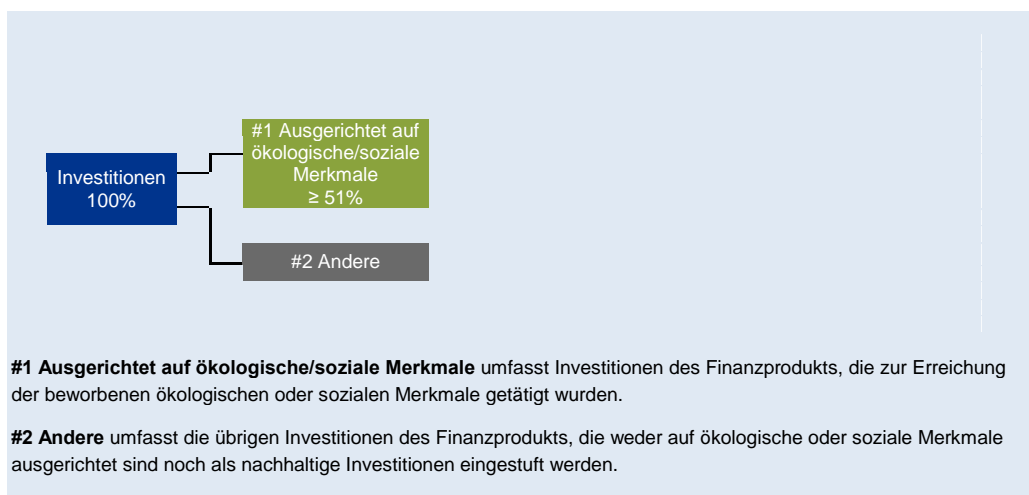 #1 Ausgerichtet auf
ökologische/soziale
Merkmale
≥ 51%
Investitionen
100%
#2 Andere
#1 Ausgerichtet auf ökologische/soziale Merkmale umfasst Investitionen des Finanzprodukts, die zur Erreichung
der beworbenen ökologischen oder sozialen Merkmale getätigt wurden.
#2 Andere umfasst die übrigen Investitionen des Finanzprodukts, die weder auf ökologische oder soziale Merkmale
ausgerichtet sind noch als nachhaltige Investitionen eingestuft werden.